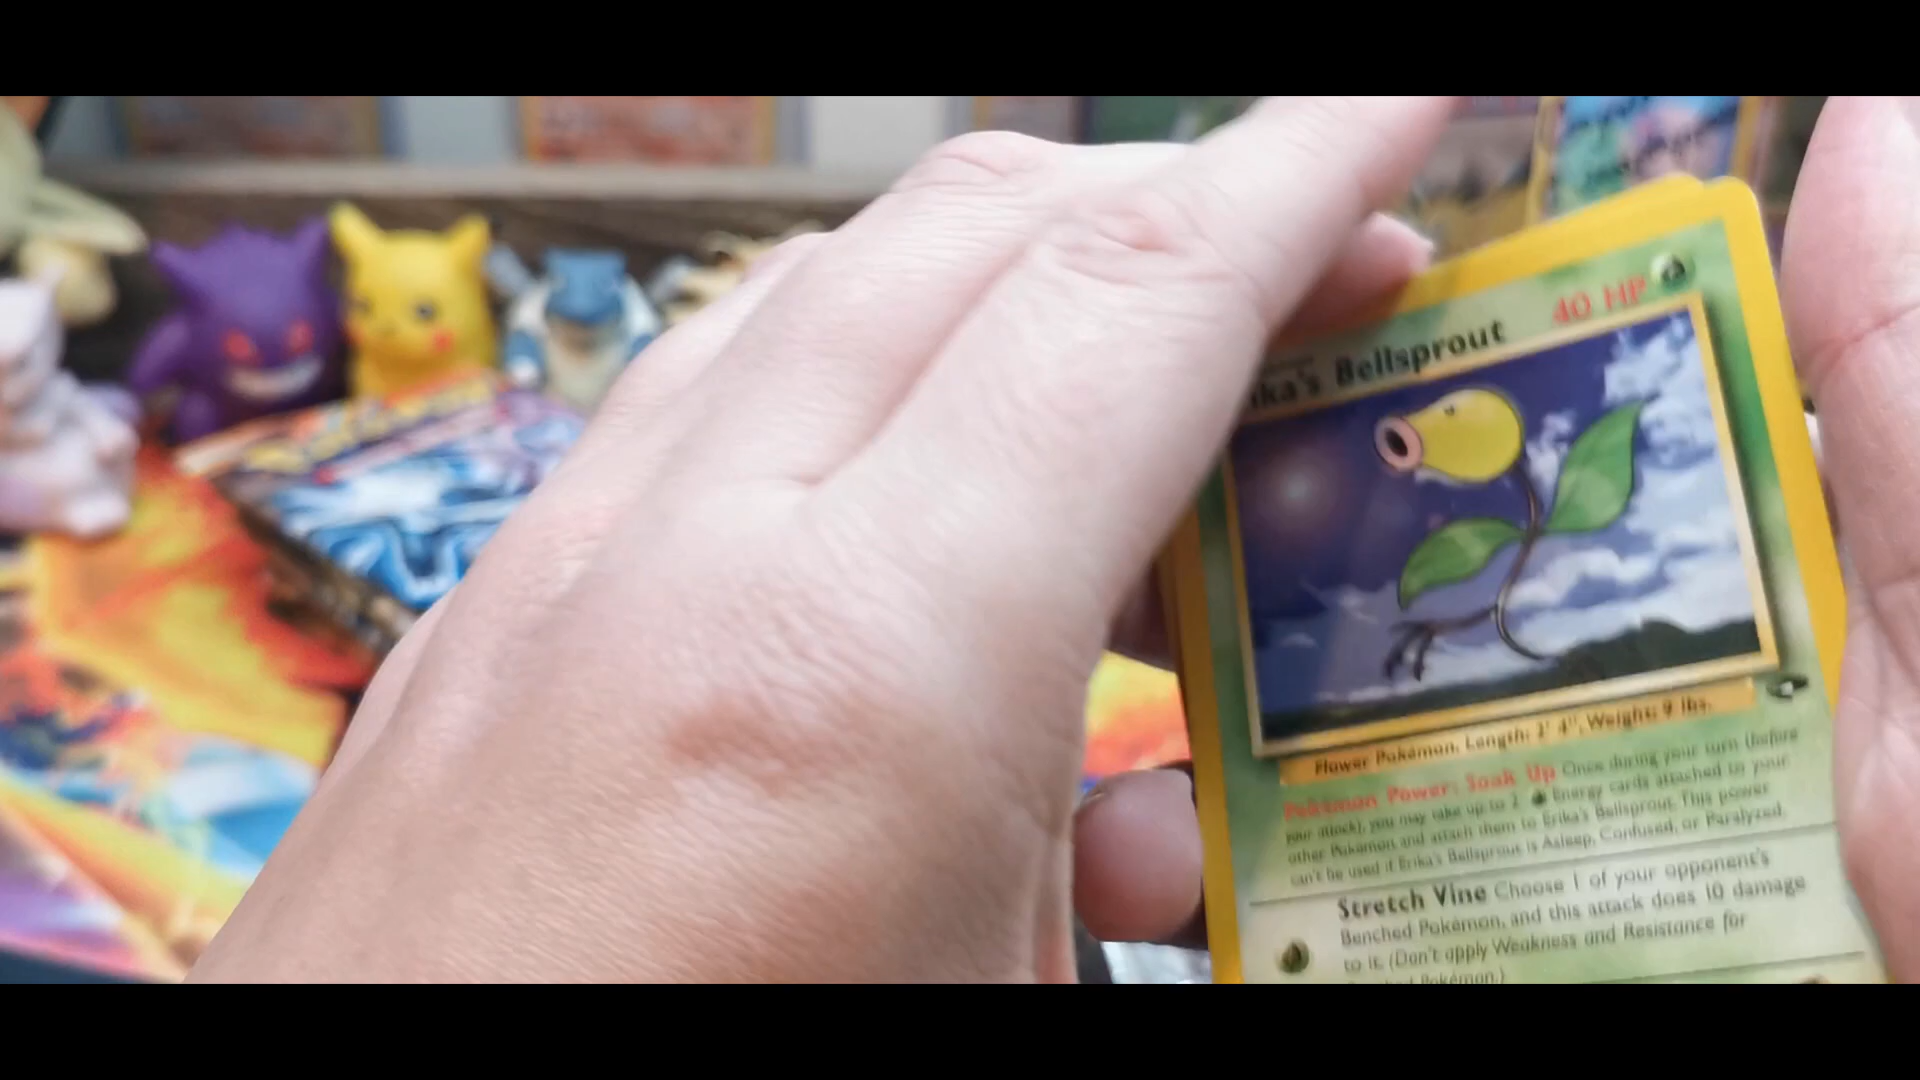 40 HP
ika's Bellsprout
Flower Pokémon. Length: 2' 4", Weight: 9 lbs.
Pokémon Power: Soak Up Once during your turn (before
your attack), you may take up to 2 Energy cards attached to your
other Pokémon and attach them to Erika's Bellsprout. This power
can't be used if Erika's Bellsprout is Asleep, Confused, or Paralyzed.
Stretch Vine Choose 1 of your opponent's
Benched Pokémon, and this attack does 10 damage
to it. (Don't apply Weakness and Resistance for
Benched Pokémon.)